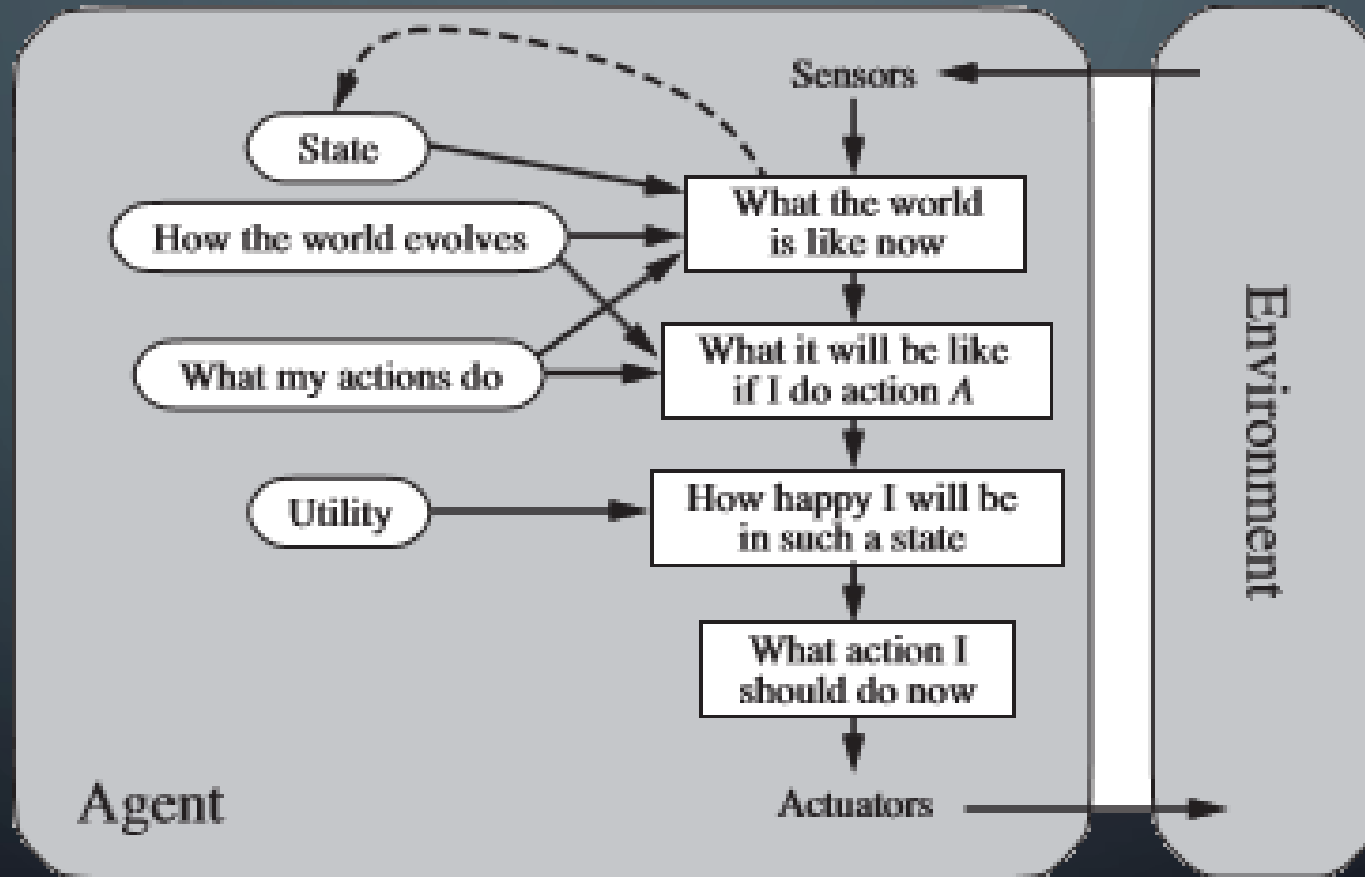 Sensors
State
What the world
is like now
How the world evolves
What it will be like
if I do action A
What my actions do
How happy I will be
in such a state
Utility
What action I
should do now
Agent
Actuators
Environment